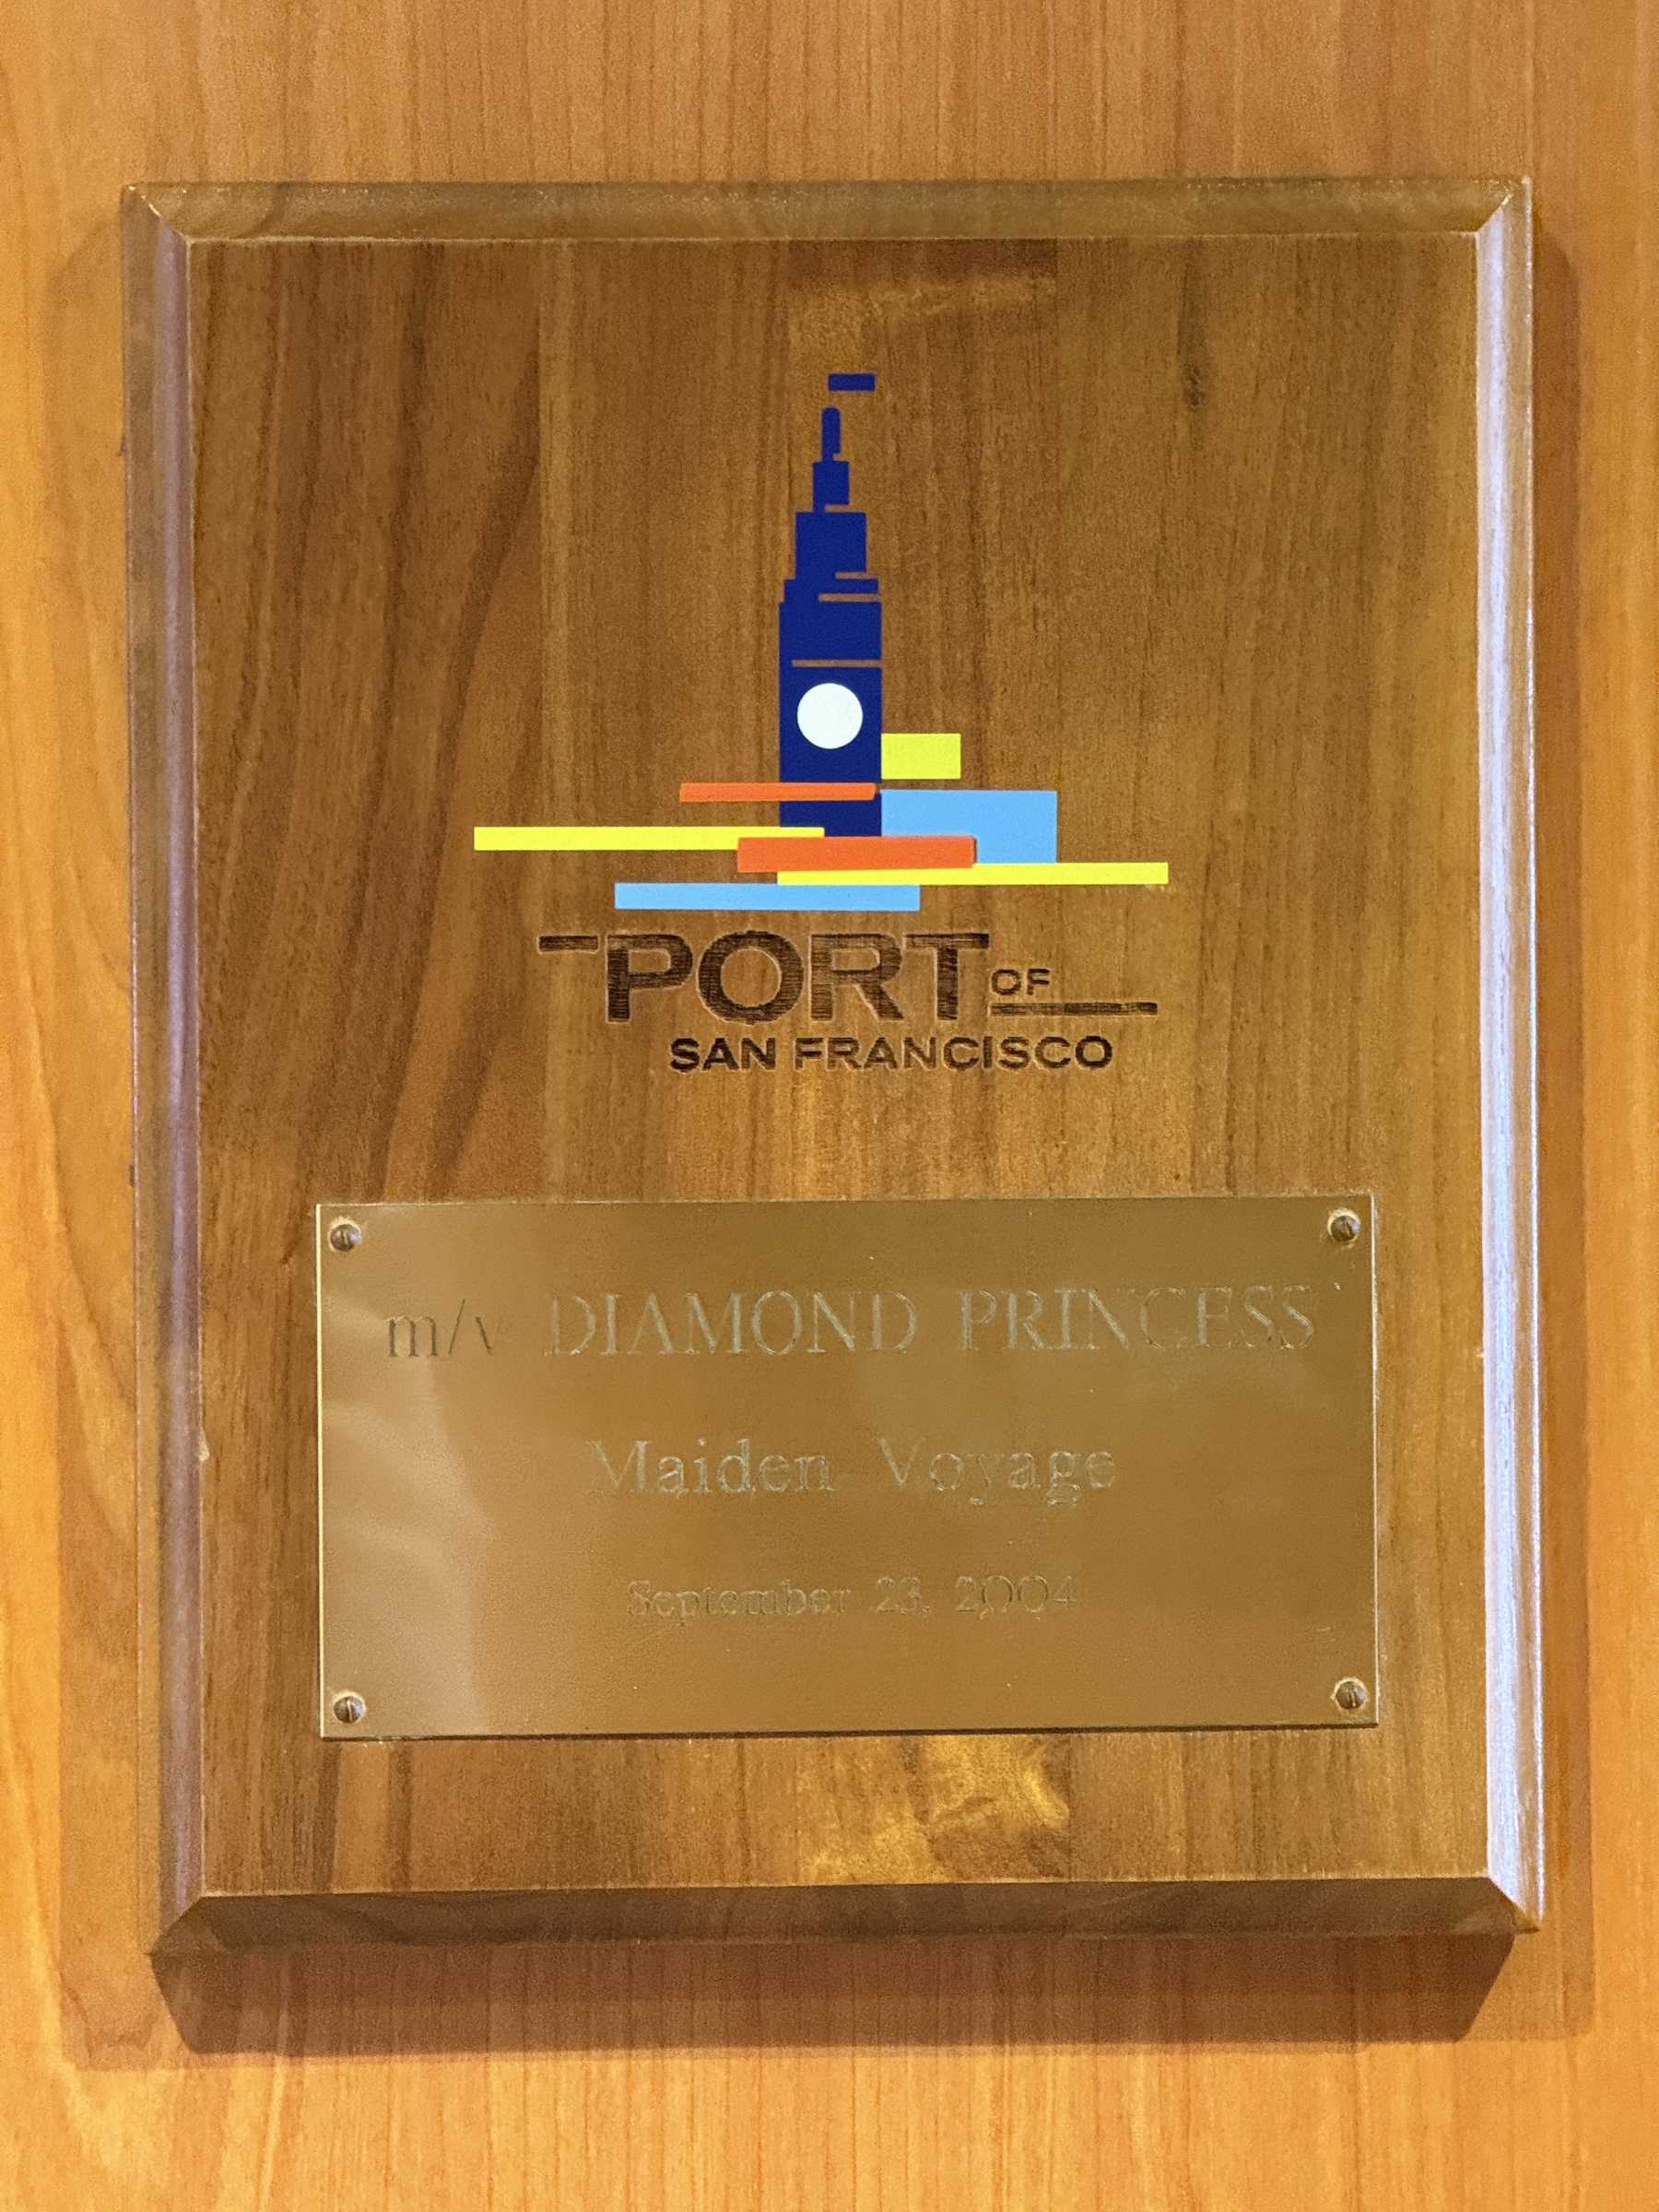 PORT OF
SAN FRANCISCO
m/v DIAMOND PRINCESS
Maiden Voyage
September 23, 2004